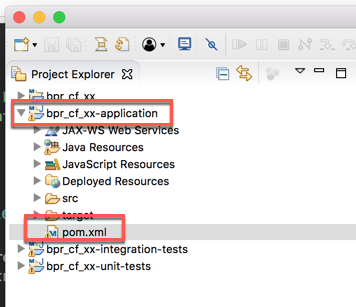 Project Explorer
bpr_cf_xx
bpr_cf_xx-application
JAX-WS Web Services
Java Resources
JavaScript Resources
Deployed Resources
src
target
pom.xml
bpr_cf_xx-integration-tests
bpr_cf_xx-unit-tests